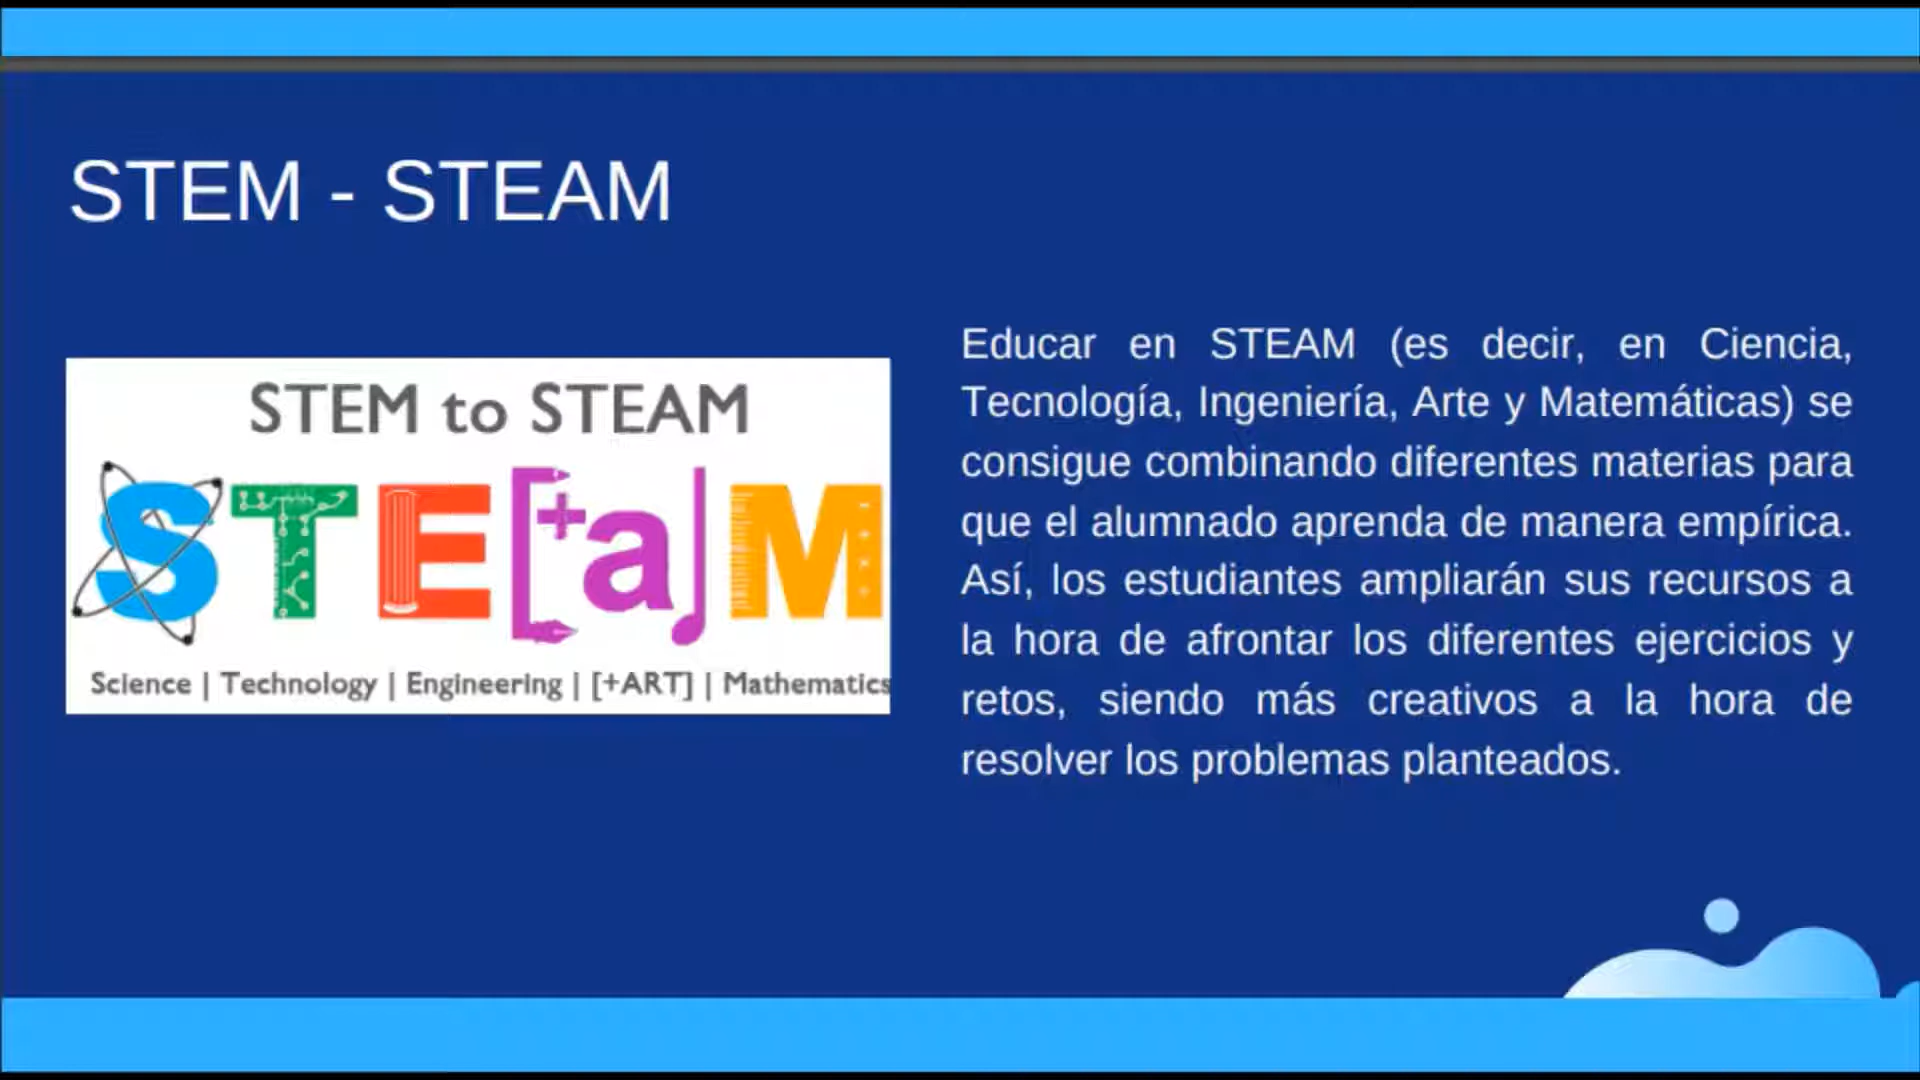 STEM - STEAM
STEM to STEAM
STE[+a]M
Science | Technology | Engineering | [+ART] | Mathematics
Educar en STEAM (es decir, en Ciencia,
Tecnología, Ingeniería, Arte y Matemáticas) se
consigue combinando diferentes materias para
que el alumnado aprenda de manera empírica.
Así, los estudiantes ampliarán sus recursos a
la hora de afrontar los diferentes ejercicios y
retos, siendo más creativos a la hora de
resolver los problemas planteados.